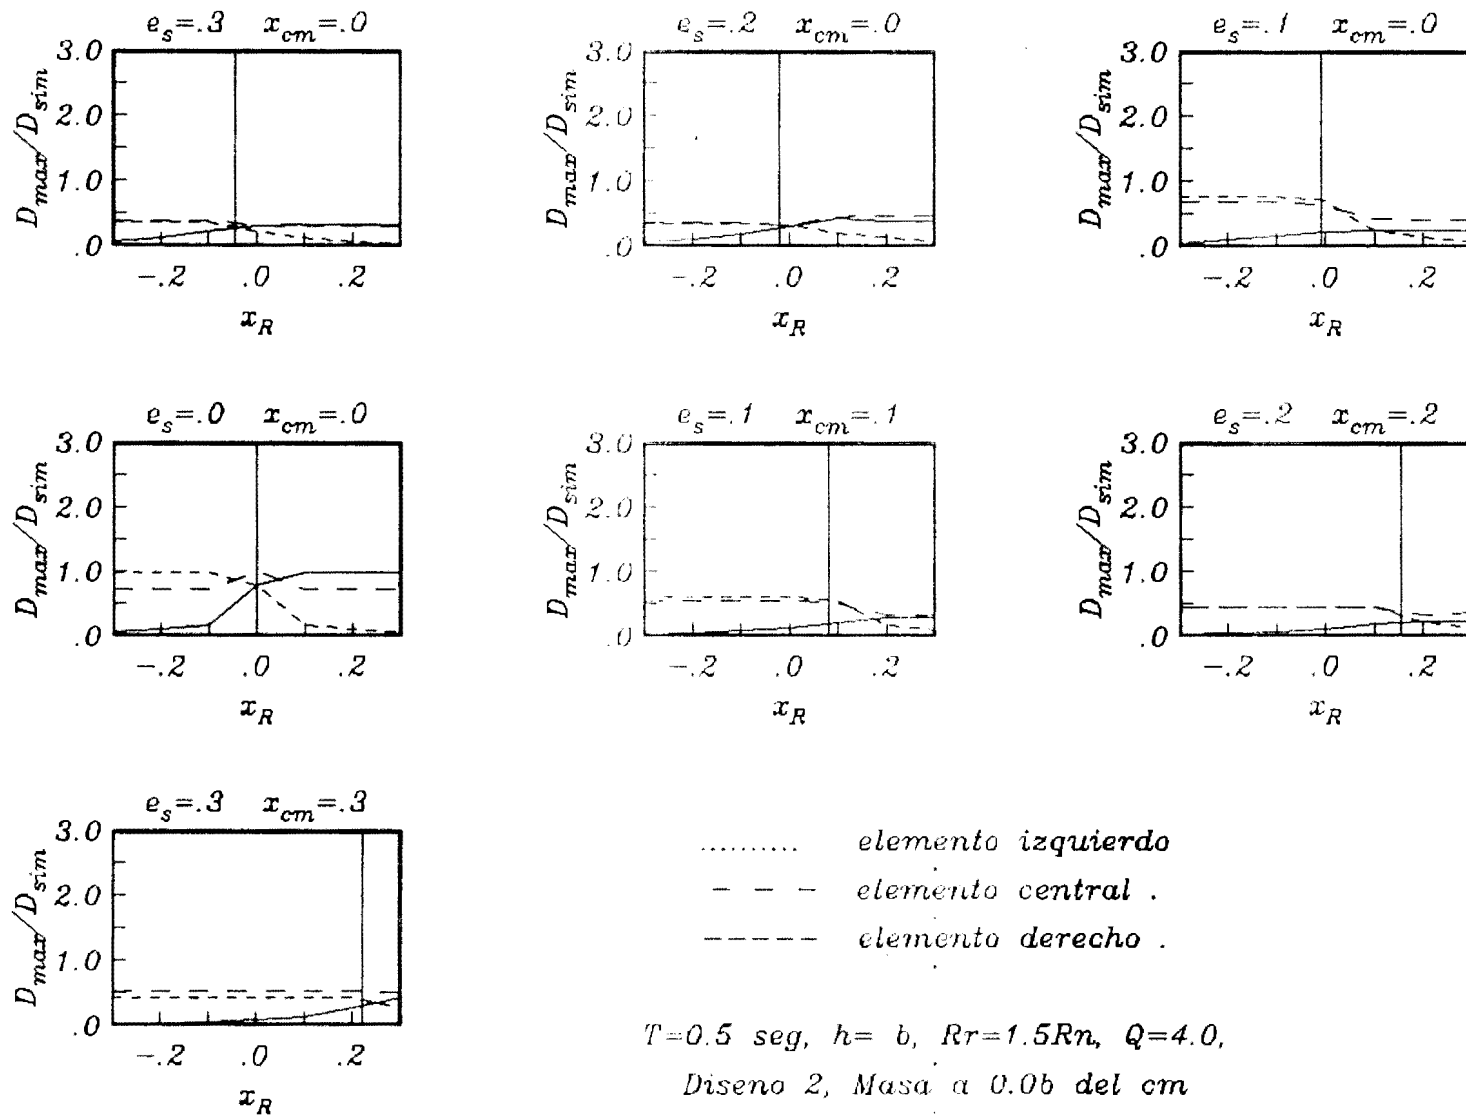 e_s=.3 x_cm=.0
D_max/D_sim
3.0
2.0
1.0
.0
-.2 .0 .2
x_R
e_s=.2 x_cm=.0
D_max/D_sim
3.0
2.0
1.0
.0
-.2 .0 .2
x_R
e_s=.1 x_cm=.0
D_max/D_sim
3.0
2.0
1.0
.0
-.2 .0 .2
x_R
e_s=.0 x_cm=.0
D_max/D_sim
3.0
2.0
1.0
.0
-.2 .0 .2
x_R
e_s=.1 x_cm=.1
D_max/D_sim
3.0
2.0
1.0
.0
-.2 .0 .2
x_R
e_s=.2 x_cm=.2
D_max/D_sim
3.0
2.0
1.0
.0
-.2 .0 .2
x_R
e_s=.3 x_cm=.3
D_max/D_sim
3.0
2.0
1.0
.0
-.2 .0 .2
x_R
elemento izquierdo
elemento central .
elemento derecho .
T=0.5 seg, h= b, Rr=1.5Rn, Q=4.0,
Diseno 2, Masa a 0.0b del cm